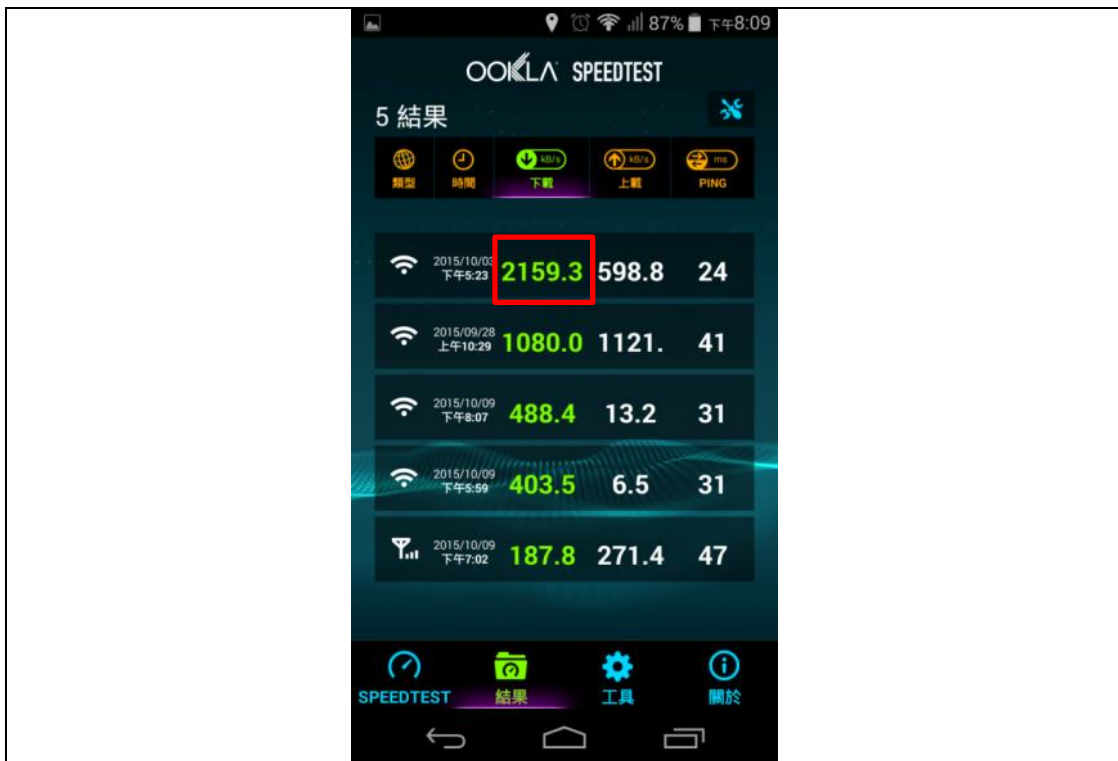 87% 下午8:09
OOKLA SPEEDTEST
5 結果
kB/s kB/s ms
類型 時間 下載 上載 PING
2015/10/03
下午5:23 2159.3 598.8 24
2015/09/28
上午10:29 1080.0 1121. 41
2015/10/09
下午8:07 488.4 13.2 31
2015/10/09
下午5:59 403.5 6.5 31
2015/10/09
下午7:02 187.8 271.4 47
SPEEDTEST 結果 工具 關於